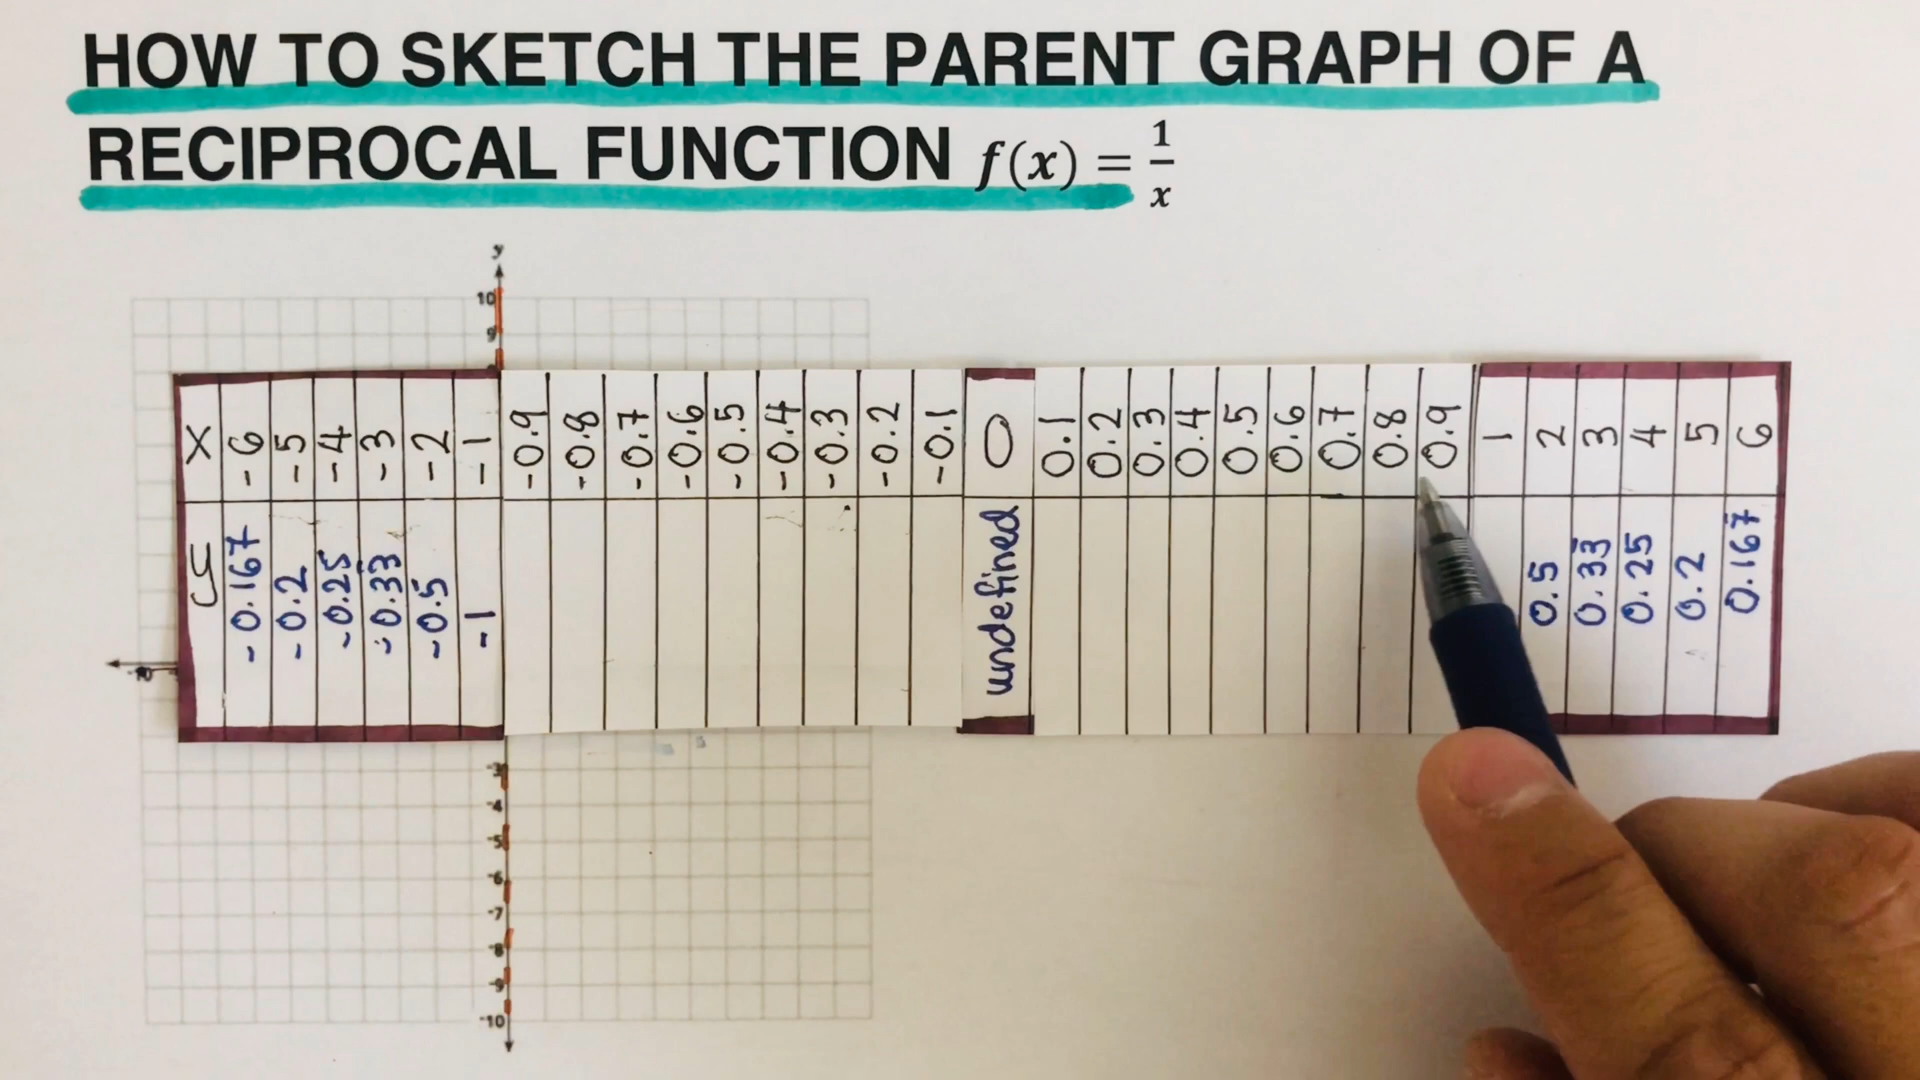 HOW TO SKETCH THE PARENT GRAPH OF A
RECIPROCAL FUNCTION f(x) = 1/x
y
10
9
X -6 -5 -4 -3 -2 -1 -0.9 -0.8 -0.7 -0.6 -0.5 -0.4 -0.3 -0.2 -0.1 0 0.1 0.2 0.3 0.4 0.5 0.6 0.7 0.8 0.9 1 2 3 4 5 6
y -0.167 -0.2 -0.25 -0.33 -0.5 -1 undefined 0.5 0.33 0.25 0.2 0.167
-10
-3
-4
-5
-6
-7
-8
-9
-10